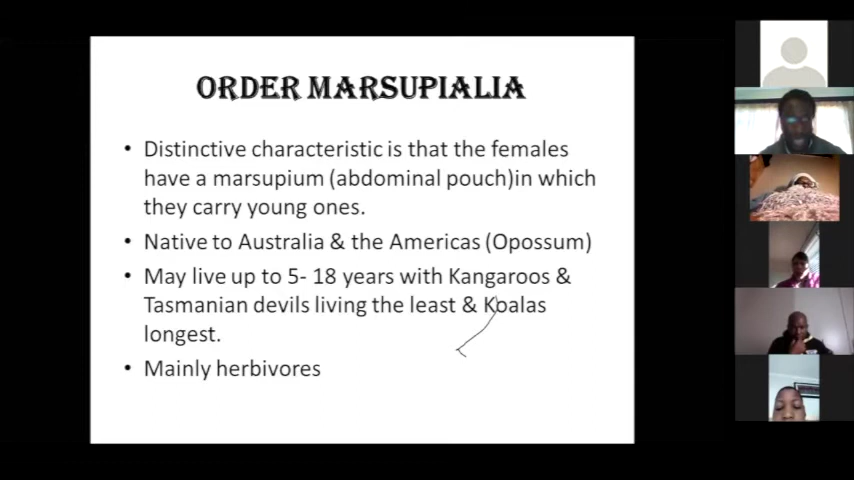 ORDER MARSUPIALIA
• Distinctive characteristic is that the females
have a marsupium (abdominal pouch)in which
they carry young ones.
• Native to Australia & the Americas (Opossum)
• May live up to 5- 18 years with Kangaroos &
Tasmanian devils living the least & Koalas
longest.
• Mainly herbivores